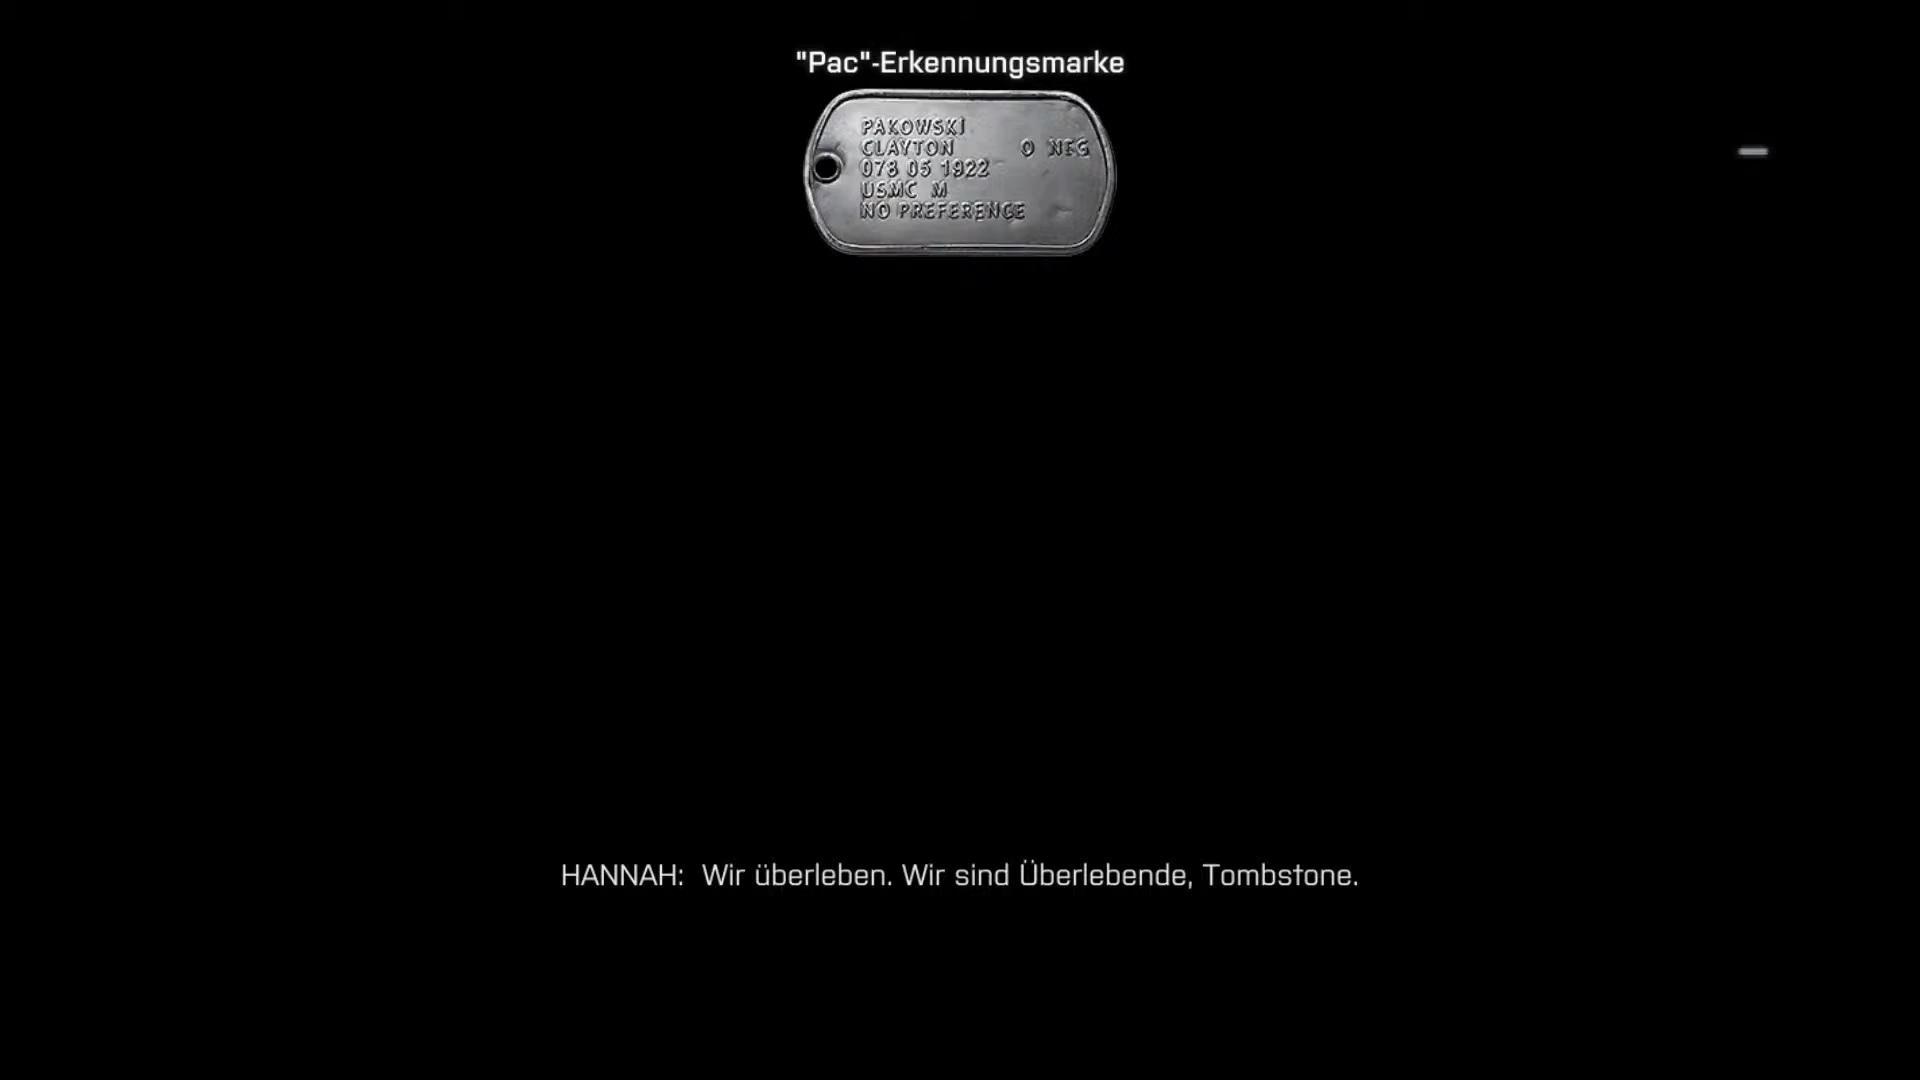 "Pac"-Erkennungsmarke
PAKOWSKI
CLAYTON O NEG
078 05 1922
USMC M
NO PREFERENCE
HANNAH: Wir überleben. Wir sind Überlebende, Tombstone.